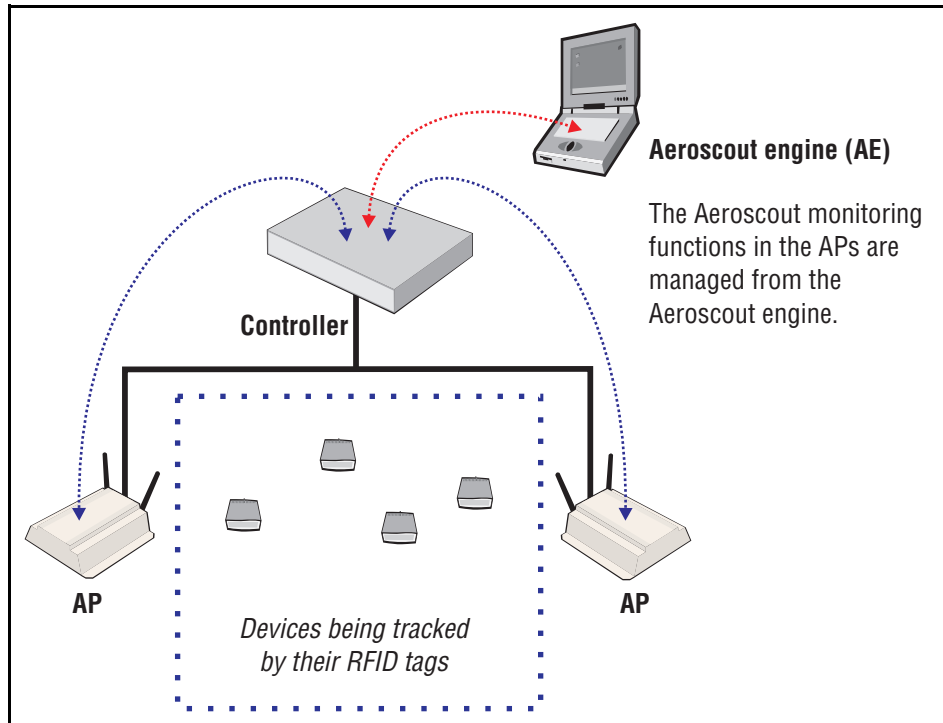 Aeroscout engine (AE)
The Aeroscout monitoring
functions in the APs are
managed from the
Aeroscout engine.
Controller
AP
AP
Devices being tracked
by their RFID tags